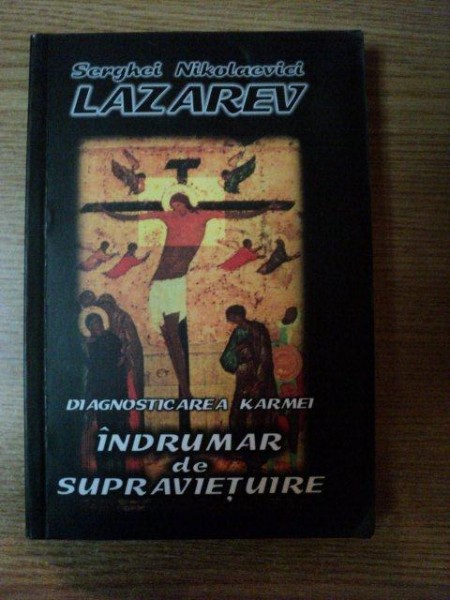 Serghei Nikolaevici
LAZAREV
DIAGNOSTICAREA KARMEI
ÎNDRUMAR
de
SUPRAVIEȚUIRE